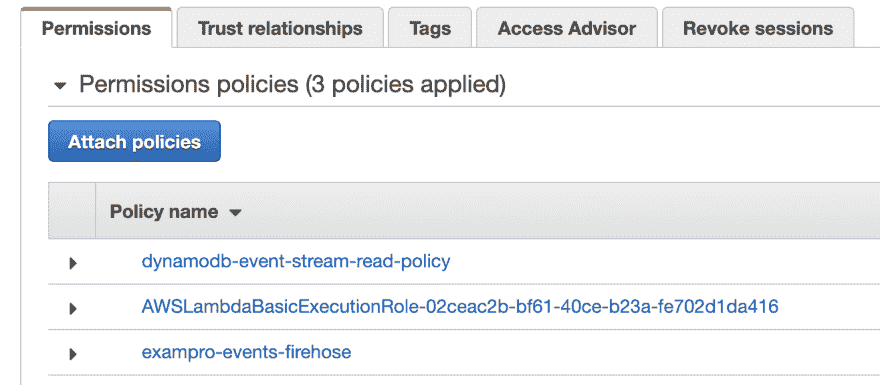 Permissions Trust relationships Tags Access Advisor Revoke sessions
Permissions policies (3 policies applied)
Attach policies
Policy name
dynamodb-event-stream-read-policy
AWSLambdaBasicExecutionRole-02ceac2b-bf61-40ce-b23a-fe702d1da416
exampro-events-firehose